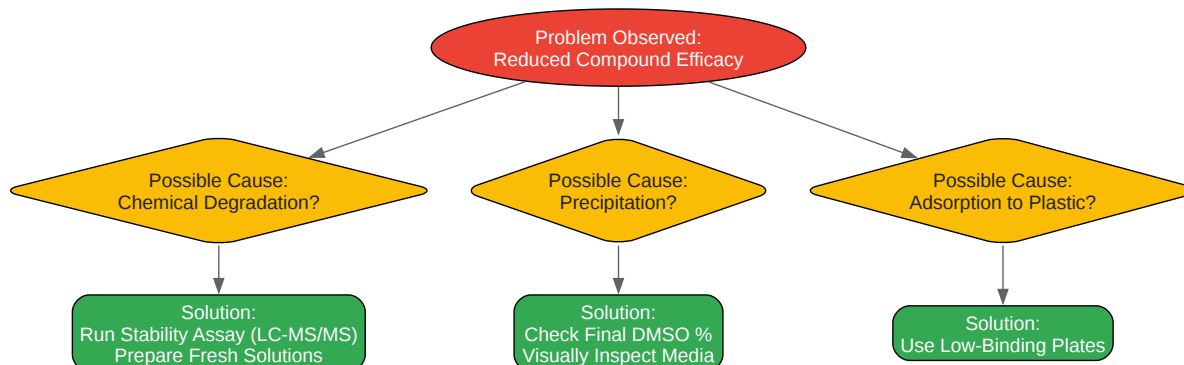 Problem Observed:
Reduced Compound Efficacy
Possible Cause:
Chemical Degradation?
Possible Cause:
Precipitation?
Possible Cause:
Adsorption to Plastic?
Solution:
Run Stability Assay (LC-MS/MS)
Prepare Fresh Solutions
Solution:
Check Final DMSO %
Visually Inspect Media
Solution:
Use Low-Binding Plates